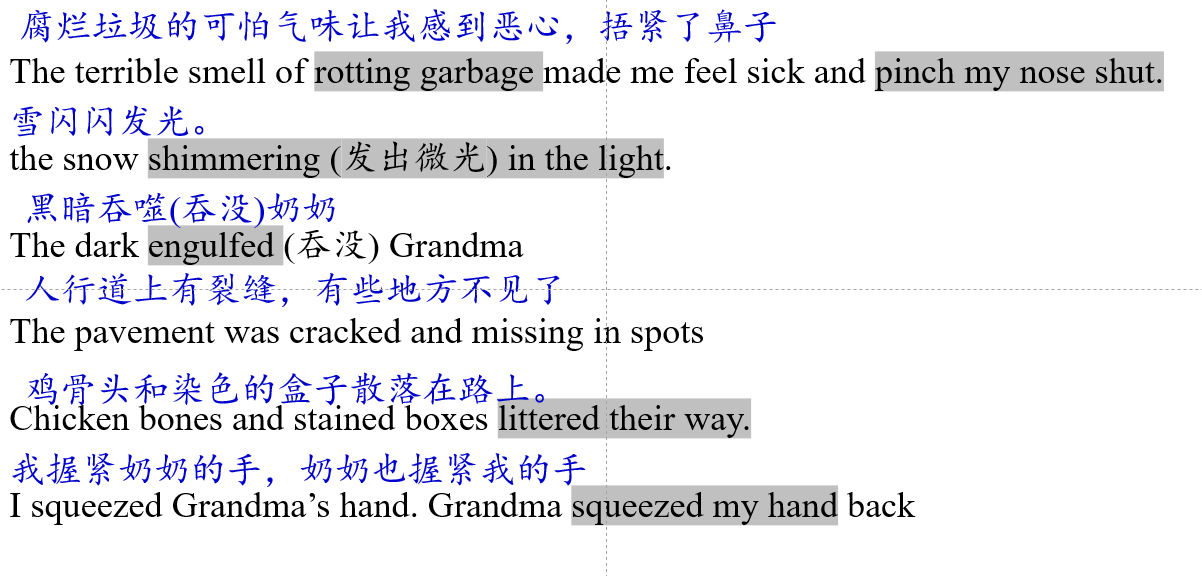 腐烂垃圾的可怕气味让我感到恶心，捂紧了鼻子
The terrible smell of rotting garbage made me feel sick and pinch my nose shut.
雪闪闪发光。
the snow shimmering (发出微光) in the light.
黑暗吞噬(吞没)奶奶
The dark engulfed (吞没) Grandma
人行道上有裂缝，有些地方不见了
The pavement was cracked and missing in spots
鸡骨头和染色的盒子散落在路上。
Chicken bones and stained boxes littered their way.
我握紧奶奶的手，奶奶也握紧我的手
I squeezed Grandma’s hand. Grandma squeezed my hand back